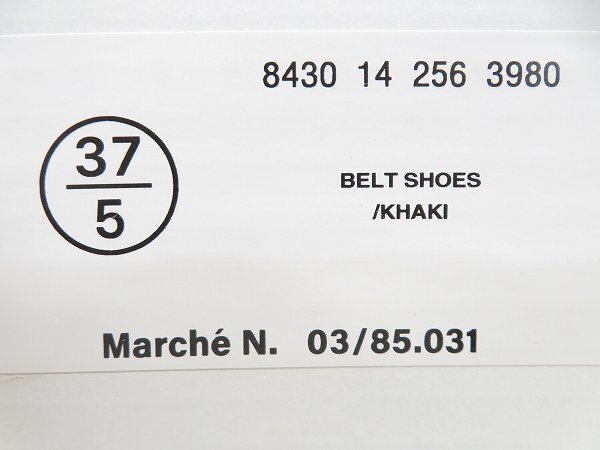 8430 14 256 3980
37
5
BELT SHOES
/KHAKI
Marché N. 03/85.031